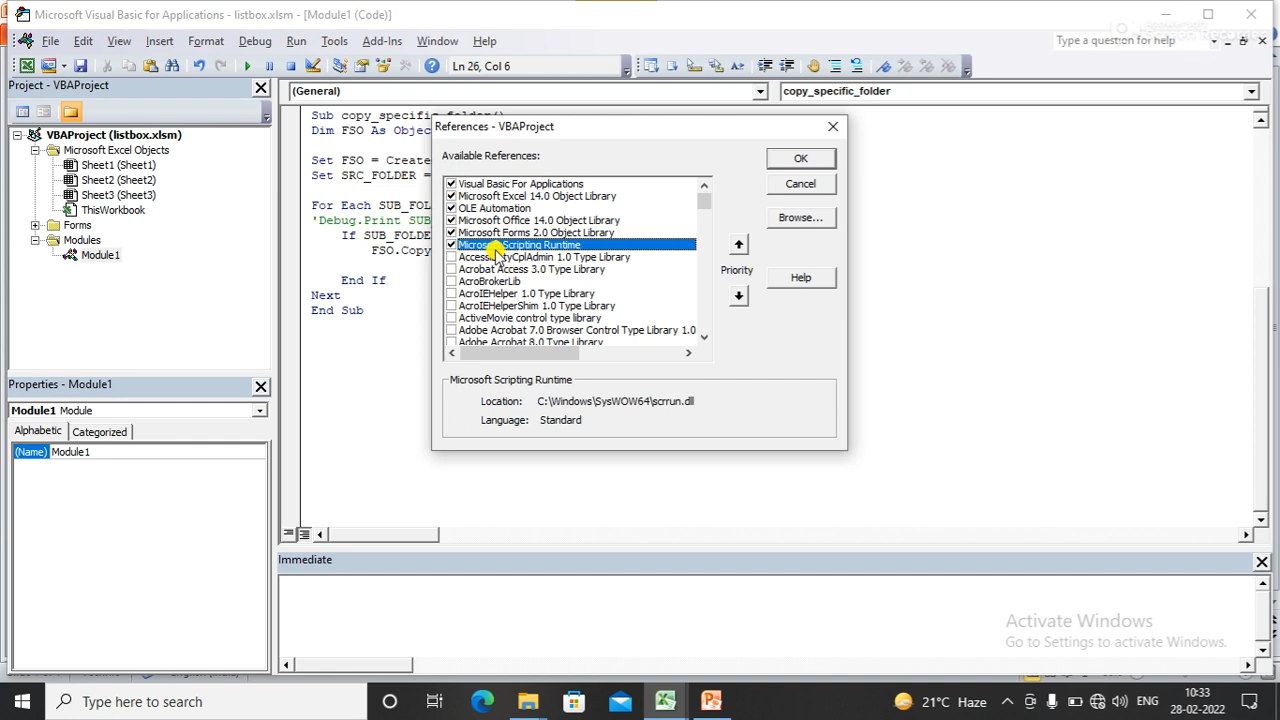 Microsoft Visual Basic for Applications - listbox.xlsm - [Module1 (Code)]
File Edit View Insert Format Debug Run Tools Add-Ins Window Help
Type a question for help
Ln 26, Col 6
Project - VBAProject
(General)
copy_specific_folder
VBAProject (listbox.xlsm)
Microsoft Excel Objects
Sheet1 (Sheet1)
Sheet2 (Sheet2)
Sheet3 (Sheet3)
ThisWorkbook
Forms
Modules
Module1
Sub copy_specific_folder()
Dim FSO As Objec
Set FSO = Create
Set SRC_FOLDER =
For Each SUB_FOL
'Debug.Print SUB
If SUB_FOLDE
FSO.Copy
End If
Next
End Sub
References - VBAProject
Available References:
Visual Basic For Applications
Microsoft Excel 14.0 Object Library
OLE Automation
Microsoft Office 14.0 Object Library
Microsoft Forms 2.0 Object Library
Microsoft Scripting Runtime
AccessibilityCplAdmin 1.0 Type Library
Acrobat Access 3.0 Type Library
AcroBrokerLib
AcroIEHelper 1.0 Type Library
AcroIEHelperShim 1.0 Type Library
ActiveMovie control type library
Adobe Acrobat 7.0 Browser Control Type Library 1.0
Adobe Acrobat 8.0 Type Library
OK
Cancel
Browse...
Priority
Help
Microsoft Scripting Runtime
Location: C:\Windows\SysWOW64\scrrun.dll
Language: Standard
Properties - Module1
Module1 Module
Alphabetic Categorized
(Name) Module1
Immediate
Activate Windows
Go to Settings to activate Windows.
Type here to search
21°C Haze
ENG
10:33
28-02-2022